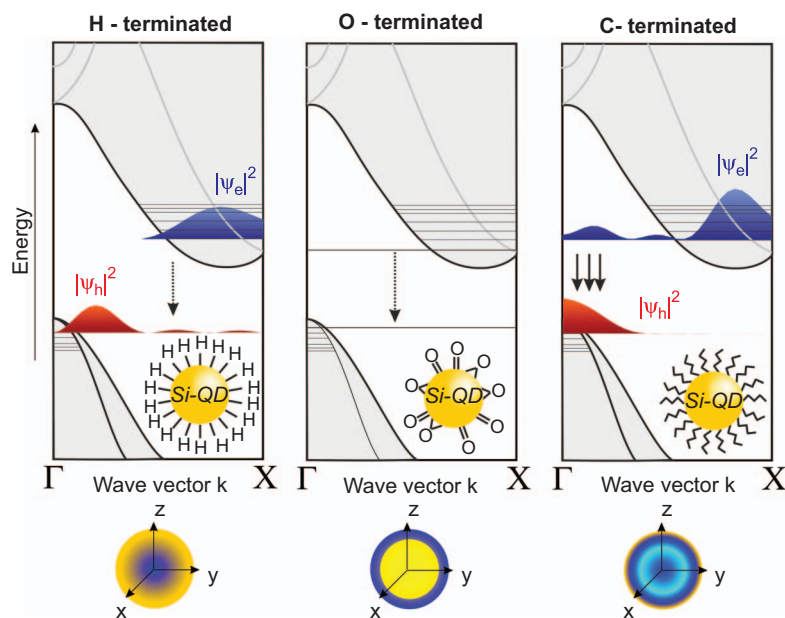 H - terminated
O - terminated
C- terminated
Energy
|ψe|²
|ψh|²
H H H H H H H H H H H H H H H H H
Si-QD
O O O O O O O O
Si-QD
|ψe|²
|ψh|²
Si-QD
Γ X
Γ X
Γ X
Wave vector k
Wave vector k
Wave vector k
z
y
x
z
y
x
z
y
x